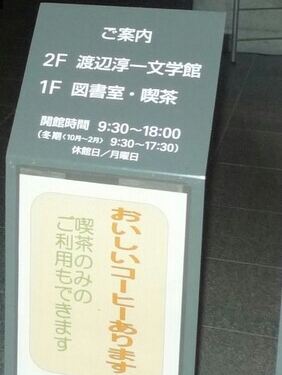 ご案内
2F 渡辺淳一文学館
1F 図書室・喫茶
開館時間 9:30~18:00
(冬期〈10月~2月〉 9:30~17:30)
休館日/月曜日
おいしいコーヒーあります
喫茶のみの
ご利用もできます